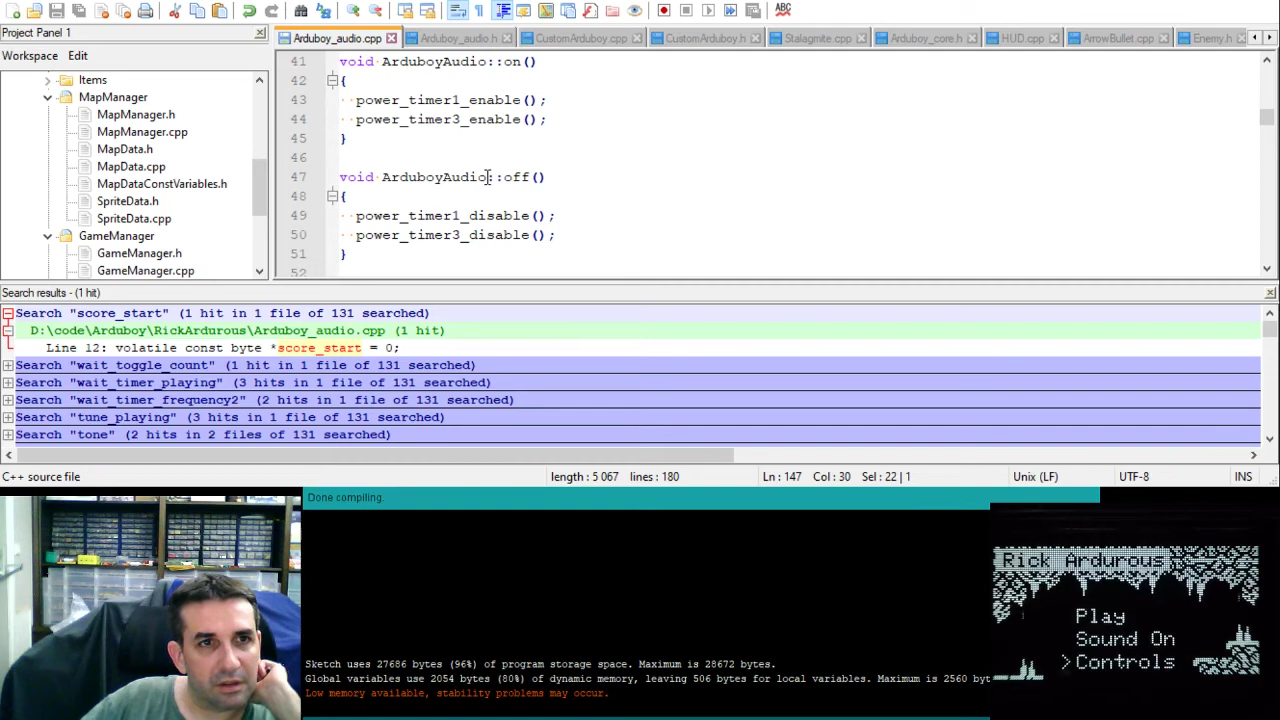 Project Panel 1
Workspace Edit
Items
MapManager
MapManager.h
MapManager.cpp
MapData.h
MapData.cpp
MapDataConstVariables.h
SpriteData.h
SpriteData.cpp
GameManager
GameManager.h
GameManager.cpp
Arduboy_audio.cpp Arduboy_audio.h CustomArduboy.cpp CustomArduboy.h Stalagmite.cpp Arduboy_core.h HUD.cpp ArrowBullet.cpp Enemy.h
41 void ArduboyAudio::on()
42 {
43 power_timer1_enable();
44 power_timer3_enable();
45 }
46
47 void ArduboyAudio::off()
48 {
49 power_timer1_disable();
50 power_timer3_disable();
51 }
52
Search results - (1 hit)
Search "score_start" (1 hit in 1 file of 131 searched)
D:\code\Arduboy\RickArdurous\Arduboy_audio.cpp (1 hit)
Line 12: volatile const byte *score_start = 0;
Search "wait_toggle_count" (1 hit in 1 file of 131 searched)
Search "wait_timer_playing" (3 hits in 1 file of 131 searched)
Search "wait_timer_frequency2" (2 hits in 1 file of 131 searched)
Search "tune_playing" (3 hits in 1 file of 131 searched)
Search "tone" (2 hits in 2 files of 131 searched)
C++ source file length : 5 067 lines : 180 Ln : 147 Col : 30 Sel : 22 | 1 Unix (LF) UTF-8 INS
Done compiling.
Sketch uses 27686 bytes (96%) of program storage space. Maximum is 28672 bytes.
Global variables use 2054 bytes (80%) of dynamic memory, leaving 506 bytes for local variables. Maximum is 2560 byt
Low memory available, stability problems may occur.
Rick Ardurous
Play
Sound On
>Controls